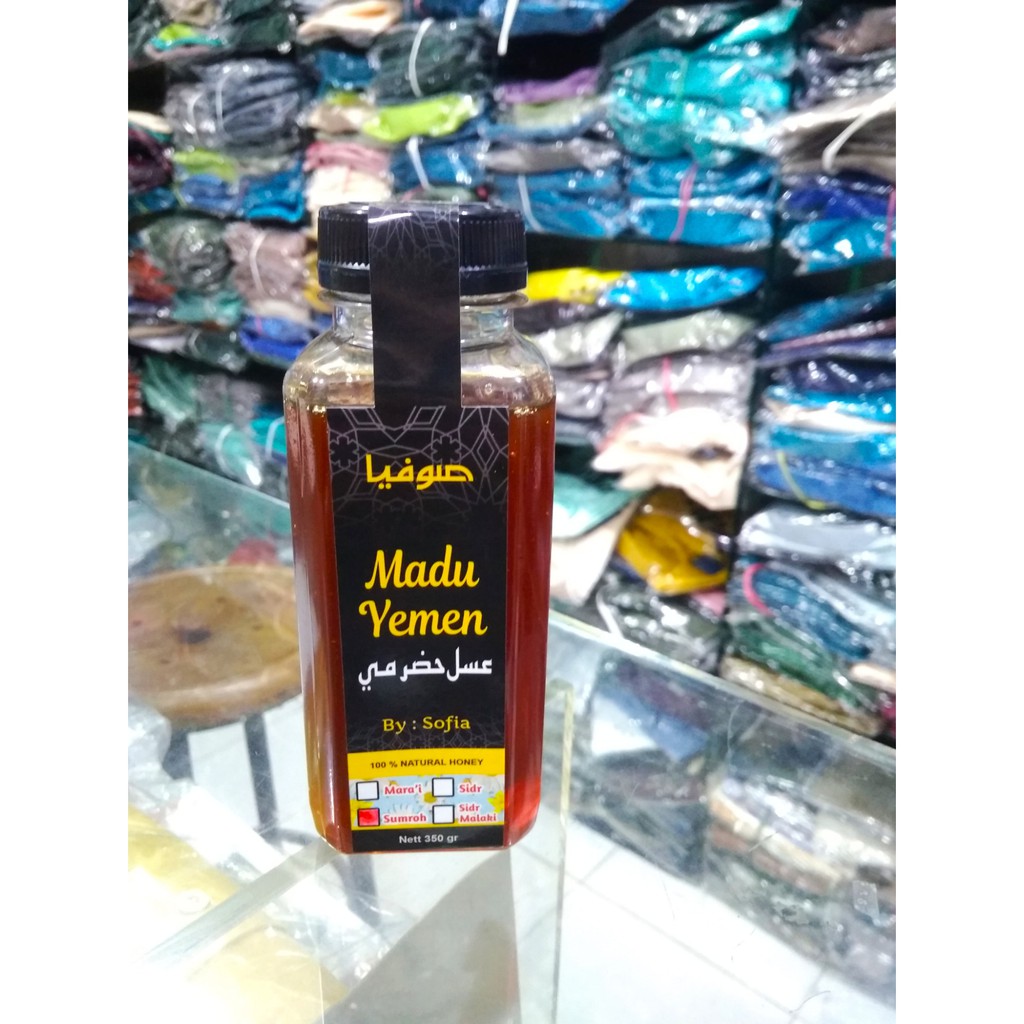 صوفيا
Madu
Yemen
عسل حضرمي
By : Sofia
100 % NATURAL HONEY
Mara'i
Sidr
Sumroh
Sidr Malaki
Nett 350 gr